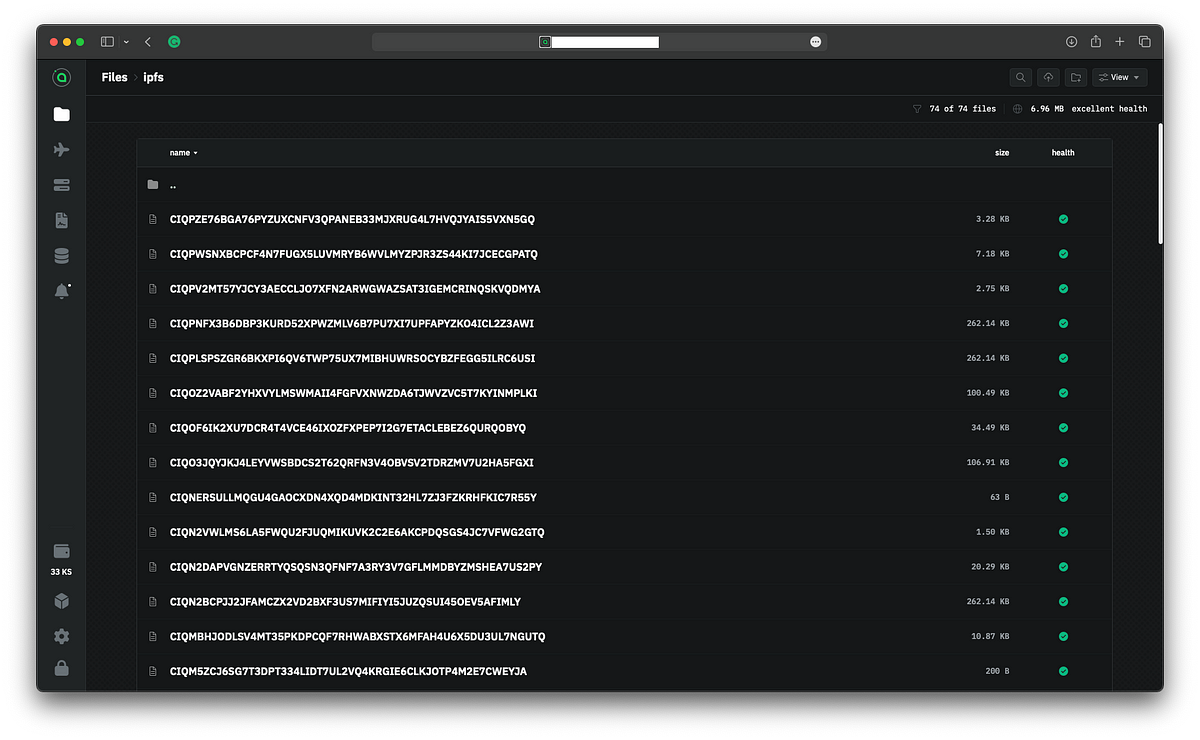 Files › ipfs
View
74 of 74 files 6.96 MB excellent health
name size health
..
CIQPZE76BGA76PYZUXCNFV3QPANEB33MJXRUG4L7HVQJYAIS5VXN5GQ 3.28 KB
CIQPWSNXBCPCF4N7FUGX5LUVMRYB6WVLMYZPJR3ZS44KI7JCECGPATQ 7.18 KB
CIQPV2MT57YJCY3AECCLJO7XFN2ARWGWAZSAT3IGEMCRINQSKVQDMYA 2.75 KB
CIQPNFX3B6DBP3KURD52XPWZMLV6B7PU7XI7UPFAPYZKO4ICL2Z3AWI 262.14 KB
CIQPLSPSZGR6BKXPI6QV6TWP75UX7MIBHUWRSOCYBZFEGG5ILRC6USI 262.14 KB
CIQOZ2VABF2YHXVYLMSWMAII4FGFVXNWZDA6TJWVZVC5T7KYINMPLKI 100.49 KB
CIQOF6IK2XU7DCR4T4VCE46IXOZFXPEP7I2G7ETACLEBEZ6QURQOBYQ 34.49 KB
CIQO3JQYJKJ4LEYVWSBDCS2T62QRFN3V4OBVSV2TDRZMV7U2HA5FGXI 106.91 KB
CIQNERSULLMQGU4GAOCXDN4XQD4MDKINT32HL7ZJ3FZKRHFKIC7R55Y 63 B
CIQN2VWLMS6LA5FWQU2FJUQMIKUVK2C2E6AKCPDQSGS4JC7VFWG2GTQ 1.50 KB
CIQN2DAPVGNZERRTYQSQSN3QFNF7A3RY3V7GFLMMDBYZMSHEA7US2PY 20.29 KB
CIQN2BCPJJ2JFAMCZX2VD2BXF3US7MIFIYI5JUZQSUI45OEV5AFIMLY 262.14 KB
CIQMBHJODLSV4MT35PKDPCQF7RHWABXSTX6MFAH4U6X5DU3UL7NGUTQ 10.87 KB
CIQM5ZCJ6SG7T3DPT334LIDT7UL2VQ4KRGIE6CLKJOTP4M2E7CWEYJA 200 B
33 KS